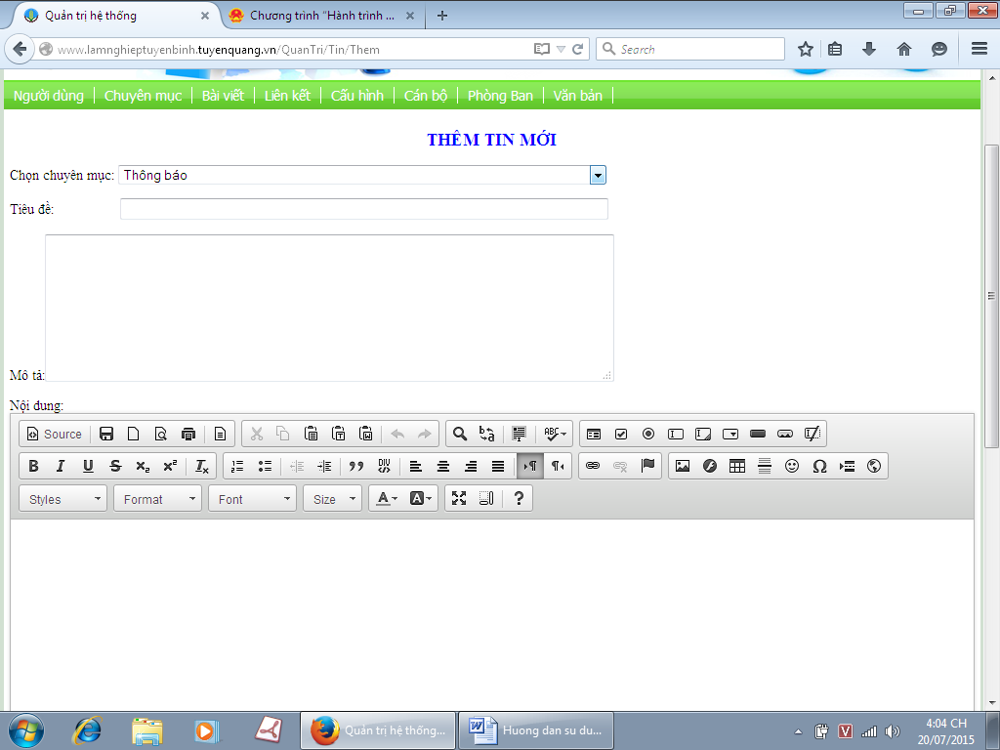 Quản trị hệ thống
Chương trình "Hành trình ...
www.lamnghieptuyenbinh.tuyenquang.vn/QuanTri/Tin/Them
Search
Người dùng Chuyên mục Bài viết Liên kết Cấu hình Cán bộ Phòng Ban Văn bản
THÊM TIN MỚI
Chọn chuyên mục: Thông báo
Tiêu đề:
Mô tả:
Nội dung:
Source
Styles Format Font Size
Quản trị hệ thống...
Huong dan su du...
4:04 CH
20/07/2015